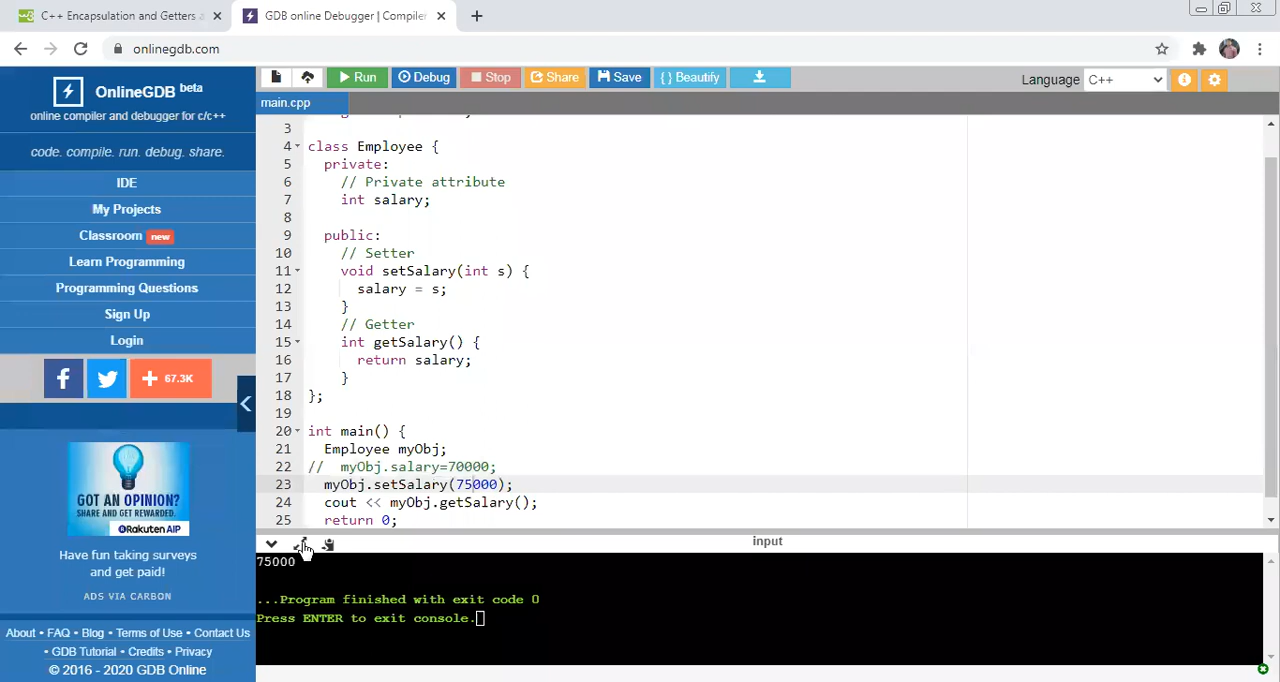 C++ Encapsulation and Getters a
GDB online Debugger | Compiler
onlinegdb.com
OnlineGDB beta
online compiler and debugger for c/c++
code. compile. run. debug. share.
IDE
My Projects
Classroom new
Learn Programming
Programming Questions
Sign Up
Login
f
+ 67.3K
GOT AN OPINION?
SHARE AND GET REWARDED.
Rakuten AIP
Have fun taking surveys
and get paid!
ADS VIA CARBON
About • FAQ • Blog • Terms of Use • Contact Us
• GDB Tutorial • Credits • Privacy
© 2016 - 2020 GDB Online
Run
Debug
Stop
Share
Save
{ } Beautify
Language C++
main.cpp
3
4 class Employee {
5 private:
6 // Private attribute
7 int salary;
8
9 public:
10 // Setter
11 void setSalary(int s) {
12 salary = s;
13 }
14 // Getter
15 int getSalary() {
16 return salary;
17 }
18 };
19
20 int main() {
21 Employee myObj;
22 // myObj.salary=70000;
23 myObj.setSalary(75000);
24 cout << myObj.getSalary();
25 return 0;
input
75000
...Program finished with exit code 0
Press ENTER to exit console.